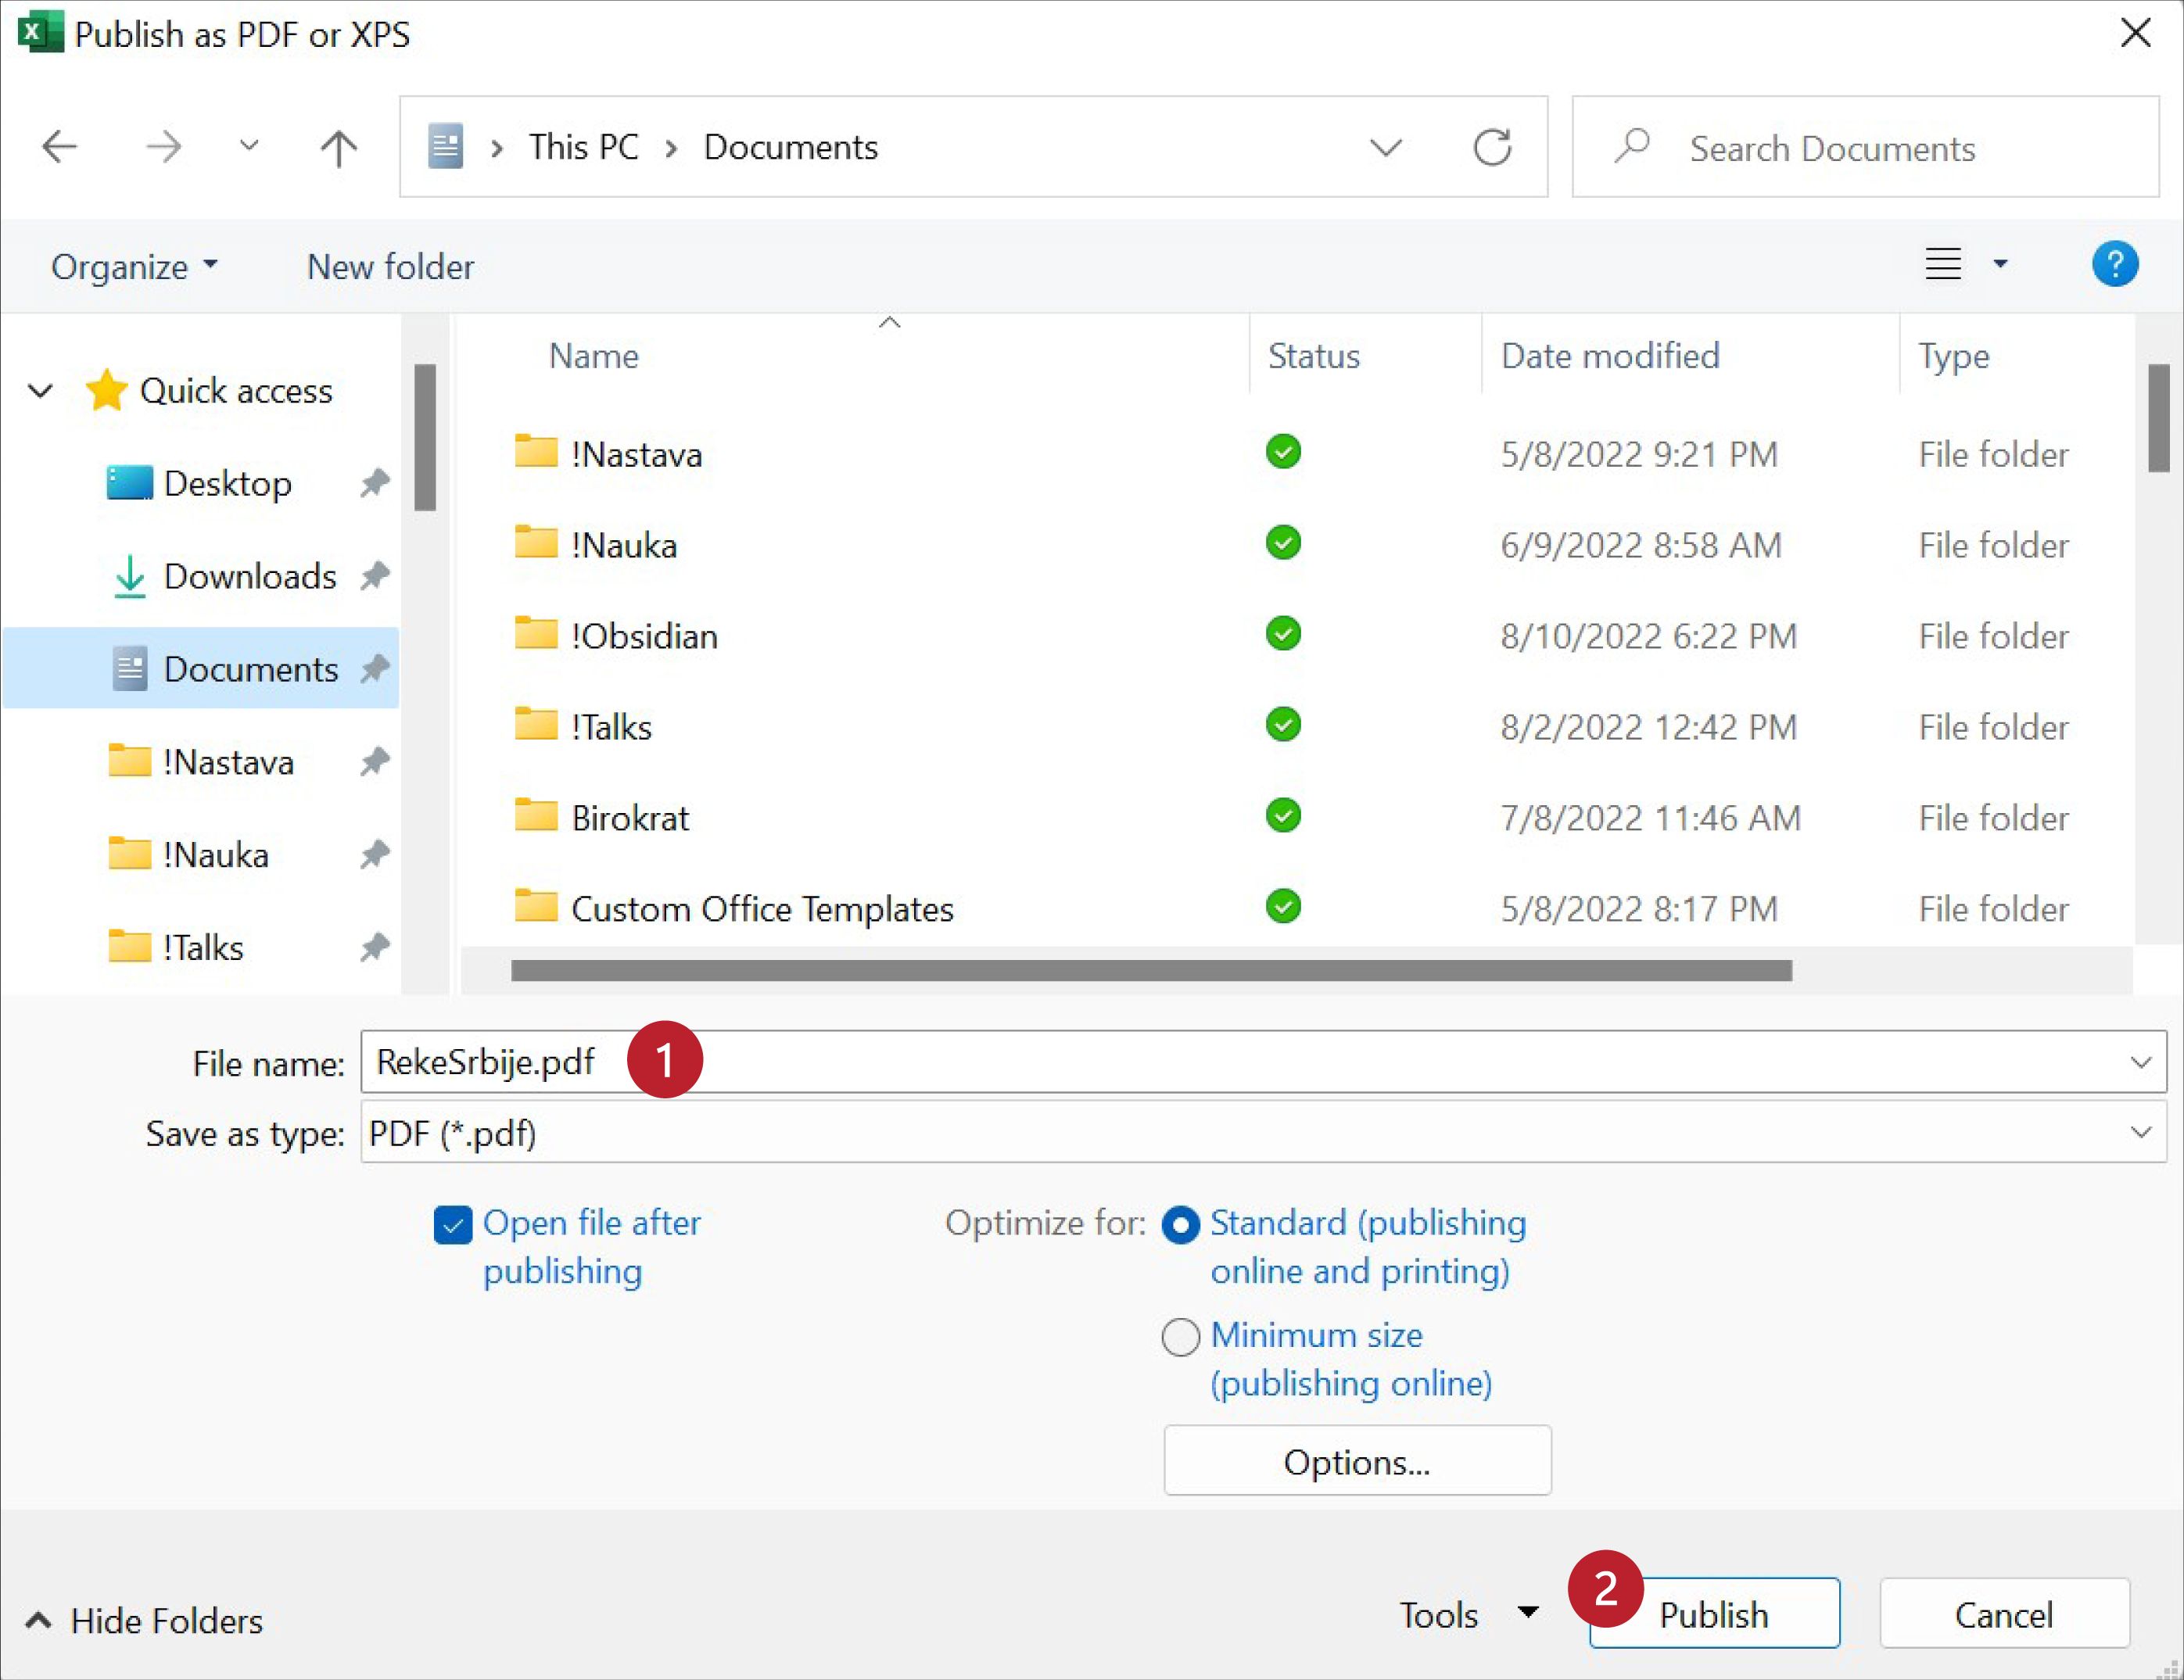 Publish as PDF or XPS
This PC > Documents
Search Documents
Organize
New folder
Name Status Date modified Type
Quick access
Desktop
Downloads
Documents
!Nastava
!Nauka
!Talks
!Nastava 5/8/2022 9:21 PM File folder
!Nauka 6/9/2022 8:58 AM File folder
!Obsidian 8/10/2022 6:22 PM File folder
!Talks 8/2/2022 12:42 PM File folder
Birokrat 7/8/2022 11:46 AM File folder
Custom Office Templates 5/8/2022 8:17 PM File folder
File name: RekeSrbije.pdf 1
Save as type: PDF (*.pdf)
Open file after
publishing
Optimize for: Standard (publishing
online and printing)
Minimum size
(publishing online)
Options...
Hide Folders
Tools
2
Publish
Cancel